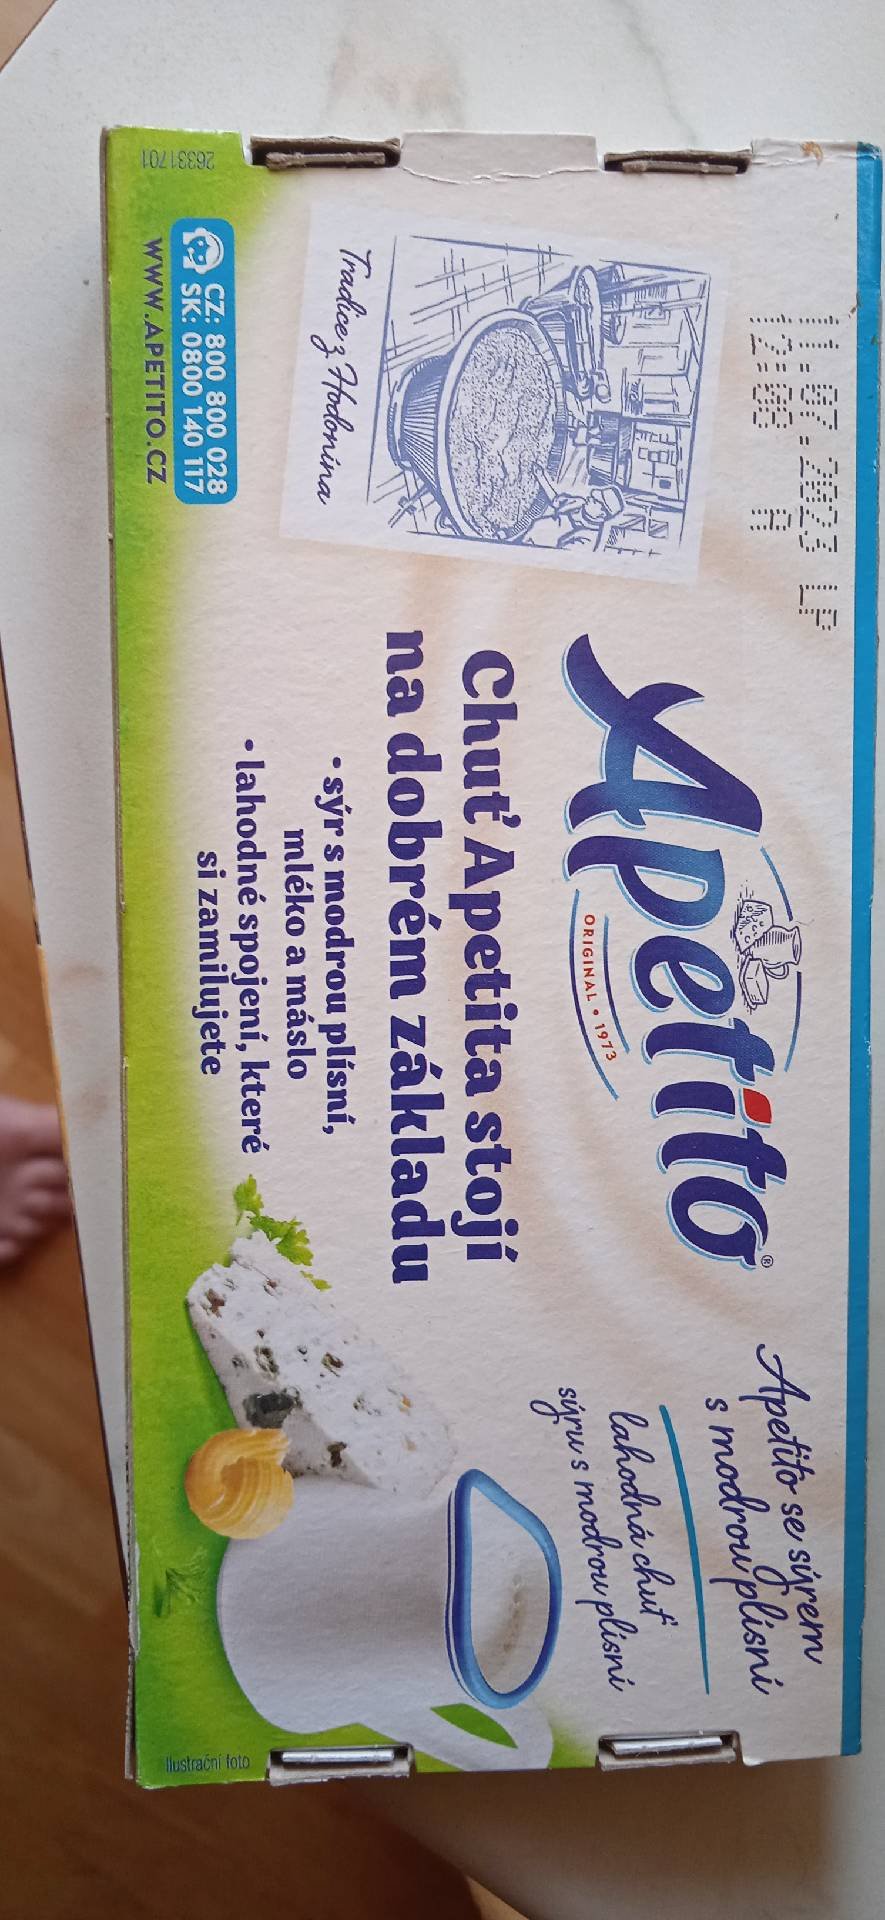 11.07.2023 LP
12:00 A
Apetito®
ORIGINAL • 1973
Apetito se sýrem
s modrou plísní
lahodná chuť
sýru s modrou plísní
Chuť Apetita stojí
na dobrém základu
• sýr s modrou plísní,
mléko a máslo
• lahodné spojení, které
si zamilujete
Tradice z Hodonína
CZ: 800 800 028
SK: 0800 140 117
WWW.APETITO.CZ
26331701
Ilustrační foto